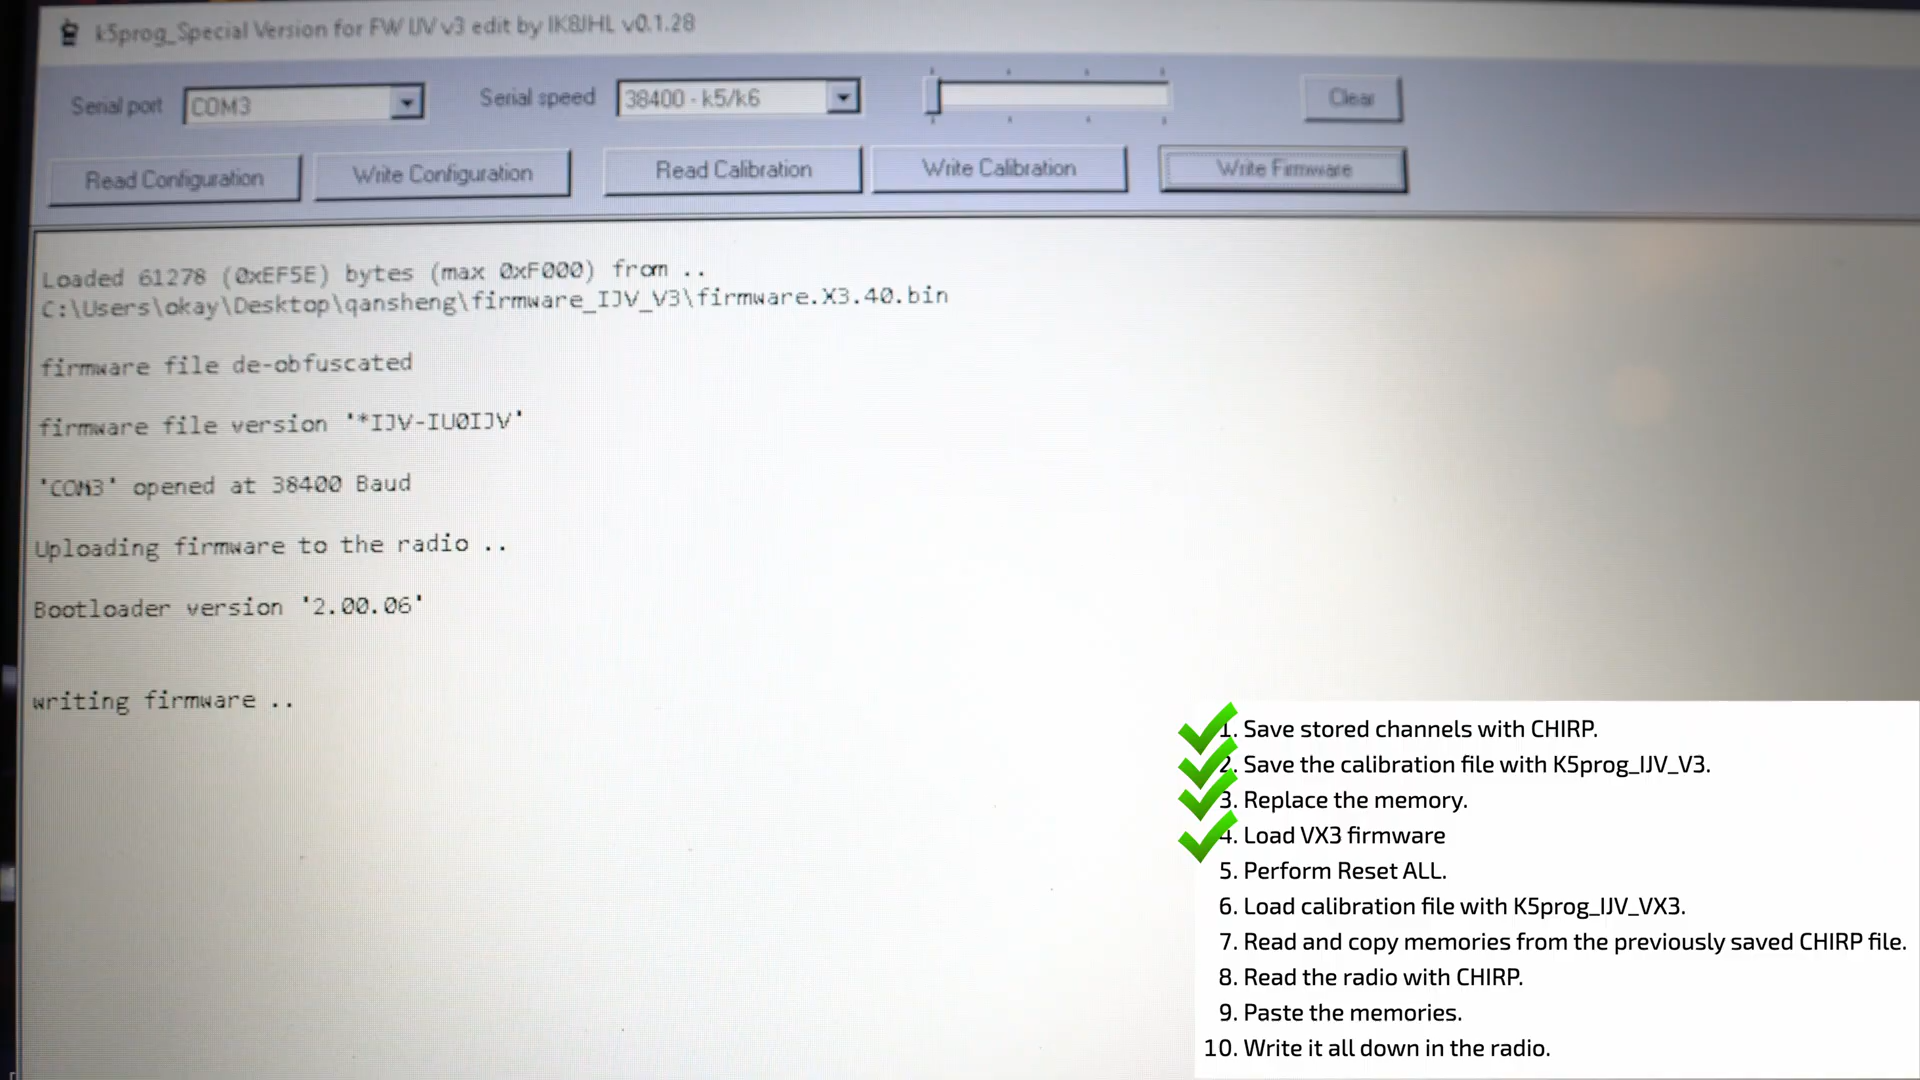 k5prog_Special Version for FW IJV v3 edit by IK8JHL v0.1.28
Serial port COM3 Serial speed 38400 - k5/k6 Clear
Read Configuration Write Configuration Read Calibration Write Calibration Write Firmware
Loaded 61278 (0xEF5E) bytes (max 0xF000) from ..
C:\Users\okay\Desktop\qansheng\firmware_IJV_V3\firmware.X3.40.bin
firmware file de-obfuscated
firmware file version '*IJV-IU0IJV'
'COM3' opened at 38400 Baud
Uploading firmware to the radio ..
Bootloader version '2.00.06'
writing firmware ..
1. Save stored channels with CHIRP.
2. Save the calibration file with K5prog_IJV_V3.
3. Replace the memory.
4. Load VX3 firmware
5. Perform Reset ALL.
6. Load calibration file with K5prog_IJV_VX3.
7. Read and copy memories from the previously saved CHIRP file.
8. Read the radio with CHIRP.
9. Paste the memories.
10. Write it all down in the radio.